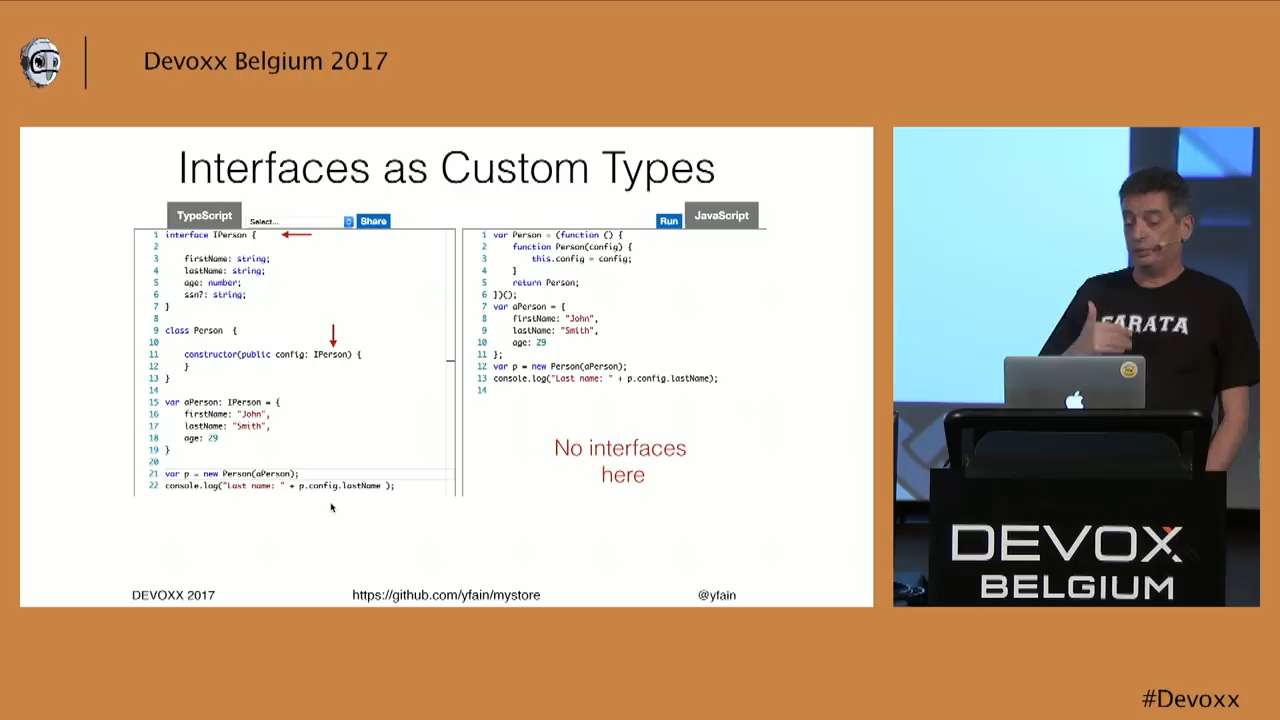 Devoxx Belgium 2017
Interfaces as Custom Types
TypeScript
Select...
Share
1 interface IPerson {
2
3 firstName: string;
4 lastName: string;
5 age: number;
6 ssn?: string;
7 }
8
9 class Person {
10
11 constructor(public config: IPerson) {
12 }
13 }
14
15 var aPerson: IPerson = {
16 firstName: "John",
17 lastName: "Smith",
18 age: 29
19 }
20
21 var p = new Person(aPerson);
22 console.log("Last name: " + p.config.lastName );
Run
JavaScript
1 var Person = (function () {
2 function Person(config) {
3 this.config = config;
4 }
5 return Person;
6 })();
7 var aPerson = {
8 firstName: "John",
9 lastName: "Smith",
10 age: 29
11 };
12 var p = new Person(aPerson);
13 console.log("Last name: " + p.config.lastName);
14
No interfaces
here
DEVOXX 2017
https://github.com/yfain/mystore
@yfain
FARATA
DEVOXX
BELGIUM
#Devoxx